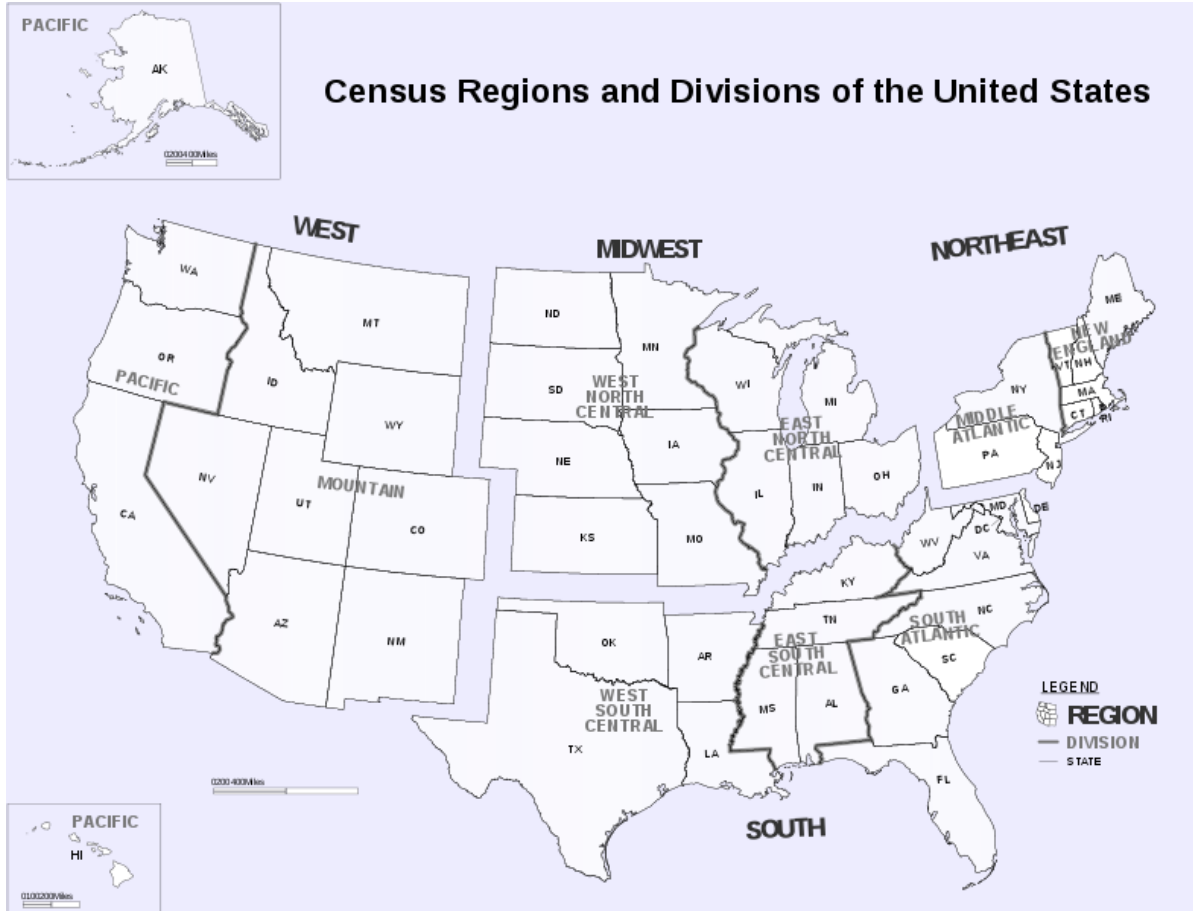 PACIFIC
AK
0200400Miles
Census Regions and Divisions of the United States
WEST
MIDWEST
NORTHEAST
WA
MT
OR
ID
PACIFIC
WY
NV
UT
MOUNTAIN
CO
CA
AZ
NM
ND
MN
SD
WEST
NORTH
CENTRAL
IA
NE
KS
MO
WI
MI
EAST
NORTH
CENTRAL
IL
IN
OH
ME
NEW
ENGLAND
VT
NH
NY
MA
CT
RI
MIDDLE
ATLANTIC
PA
NJ
MD
DE
DC
WV
VA
KY
TN
NC
SOUTH
ATLANTIC
SC
EAST
SOUTH
CENTRAL
GA
MS
AL
OK
AR
WEST
SOUTH
CENTRAL
TX
LA
FL
SOUTH
LEGEND
REGION
DIVISION
STATE
0200400Miles
PACIFIC
HI
0100200Miles